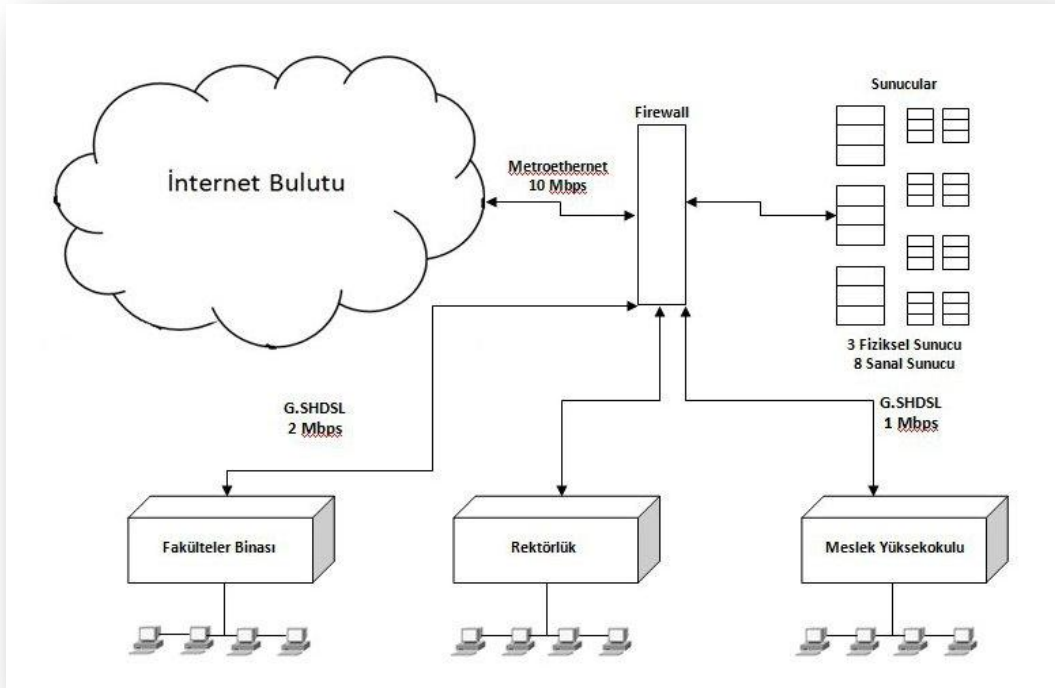 Sunucular
Firewall
Metroethernet
10 Mbps
İnternet Bulutu
3 Fiziksel Sunucu
8 Sanal Sunucu
G.SHDSL
2 Mbps
G.SHDSL
1 Mbps
Fakülteler Binası
Rektörlük
Meslek Yüksekokulu